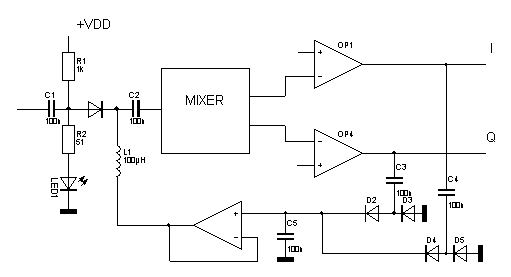 +VDD
R1
1k
C1
100n
C2
100n
R2
51
LED1
L1
100µH
MIXER
+
-
OP1
I
-
+
OP4
Q
C3
100n
C4
100n
D2
D3
+
-
C5
100n
D4
D5